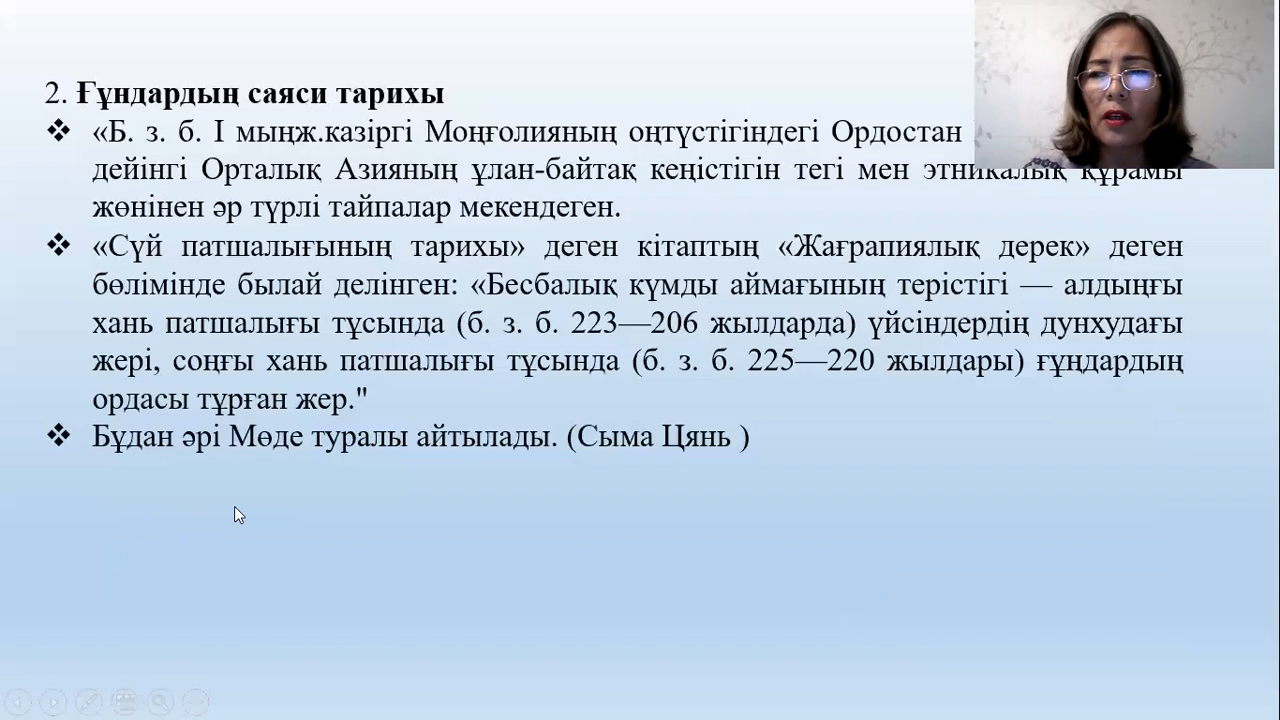 2. Ғұндардың саяси тарихы
❖ «Б. з. б. І мыңж.казіргі Моңғолияның оңтүстігіндегі Ордостан
дейінгі Орталық Азияның ұлан-байтақ кеңістігін тегі мен этникалық құрамы
жөнінен әр түрлі тайпалар мекендеген.
❖ «Сүй патшалығының тарихы» деген кітаптың «Жағрапиялық дерек» деген
бөлімінде былай делінген: «Бесбалық күмды аймағының терістігі — алдыңғы
хань патшалығы тұсында (б. з. б. 223—206 жылдарда) үйсіндердің дунхудағы
жері, соңғы хань патшалығы тұсында (б. з. б. 225—220 жылдары) ғұңдардың
ордасы тұрған жер."
❖ Бұдан әрі Мөде туралы айтылады. (Сыма Цянь )